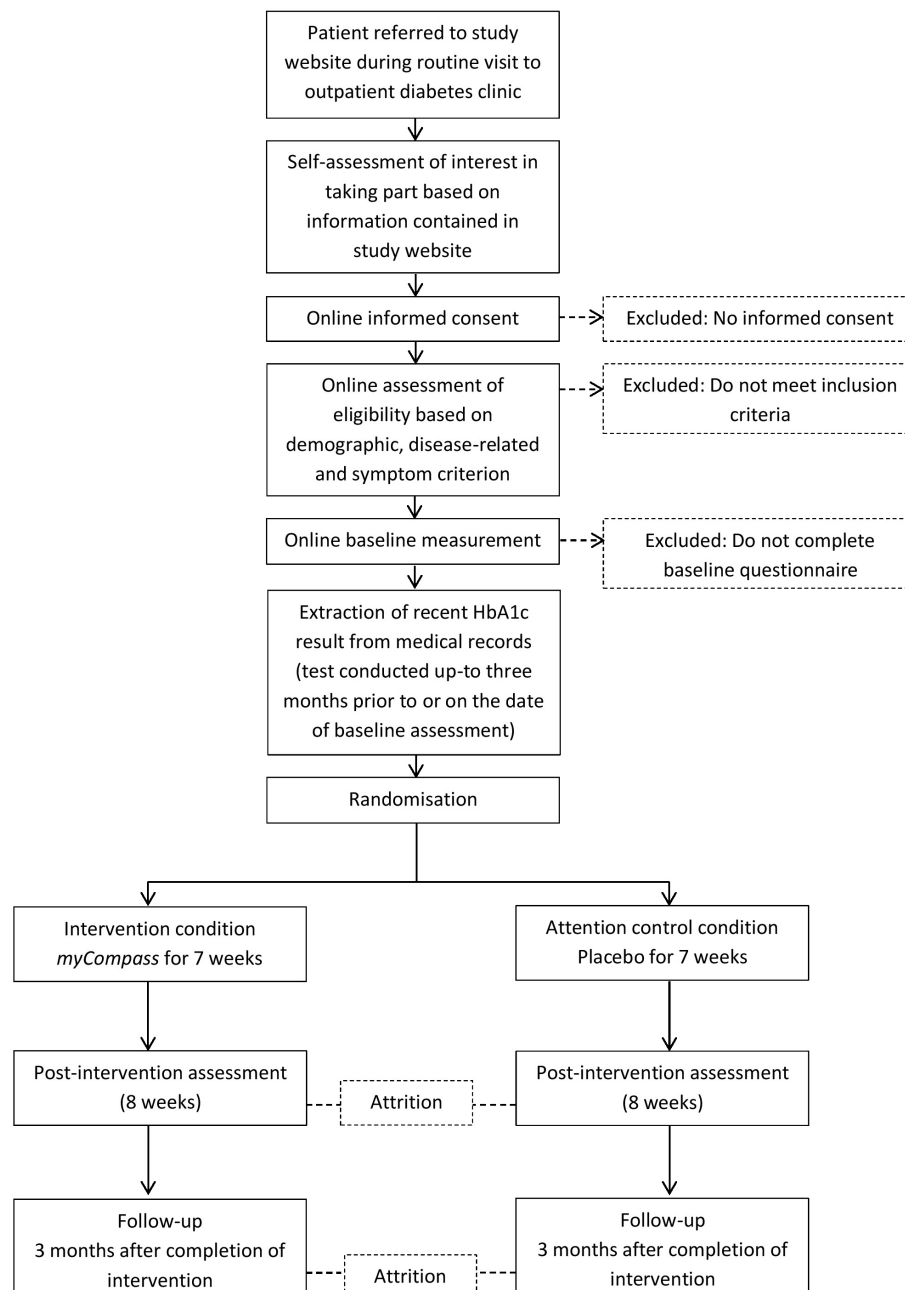 Patient referred to study
website during routine visit to
outpatient diabetes clinic
Self-assessment of interest in
taking part based on
information contained in
study website
Online informed consent
Excluded: No informed consent
Online assessment of
eligibility based on
demographic, disease-related
and symptom criterion
Excluded: Do not meet inclusion
criteria
Online baseline measurement
Excluded: Do not complete
baseline questionnaire
Extraction of recent HbA1c
result from medical records
(test conducted up-to three
months prior to or on the date
of baseline assessment)
Randomisation
Intervention condition
myCompass for 7 weeks
Attention control condition
Placebo for 7 weeks
Post-intervention assessment
(8 weeks)
Attrition
Post-intervention assessment
(8 weeks)
Follow-up
3 months after completion of
intervention
Attrition
Follow-up
3 months after completion of
intervention